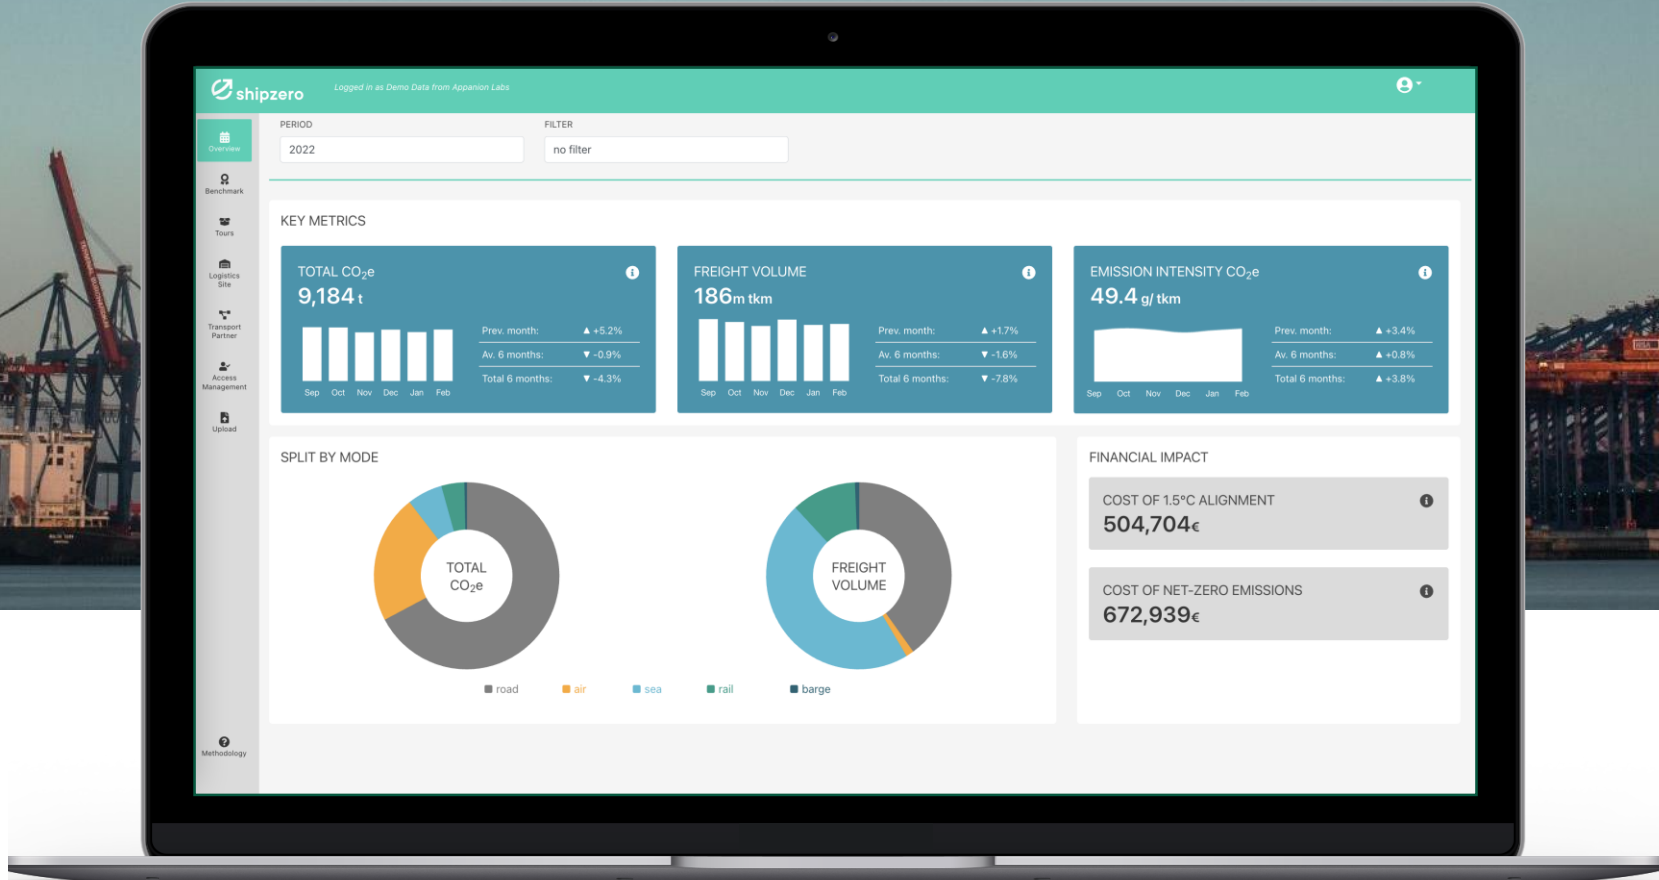 shipzero
Logged in as Demo Data from Appanion Labs
Overview
Benchmark
Tours
Logistics
Site
Transport
Partner
Access
Management
Upload
Methodology
PERIOD
2022
FILTER
no filter
KEY METRICS
TOTAL CO₂e
9,184 t
Prev. month: ▲ +5.2%
Av. 6 months: ▼ -0.9%
Total 6 months: ▼ -4.3%
Sep Oct Nov Dec Jan Feb
FREIGHT VOLUME
186m tkm
Prev. month: ▲ +1.7%
Av. 6 months: ▼ -1.6%
Total 6 months: ▼ -7.8%
Sep Oct Nov Dec Jan Feb
EMISSION INTENSITY CO₂e
49.4 g/ tkm
Prev. month: ▲ +3.4%
Av. 6 months: ▲ +0.8%
Total 6 months: ▲ +3.8%
Sep Oct Nov Dec Jan Feb
SPLIT BY MODE
TOTAL
CO₂e
FREIGHT
VOLUME
road air sea rail barge
FINANCIAL IMPACT
COST OF 1.5°C ALIGNMENT
504,704€
COST OF NET-ZERO EMISSIONS
672,939€